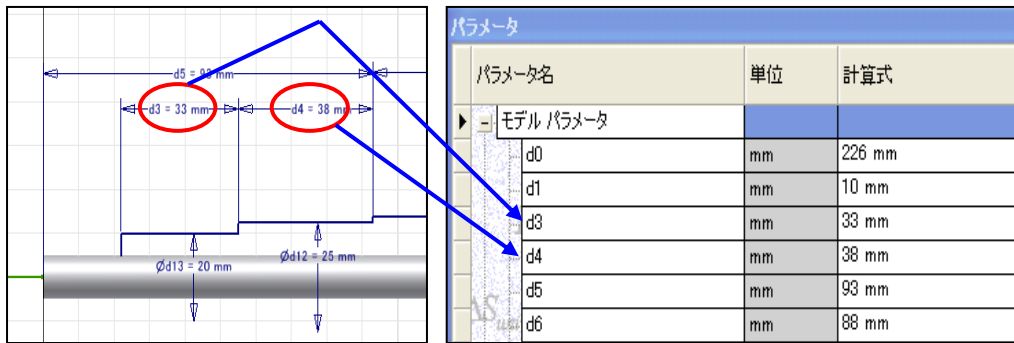 d5 = 93 mm
d3 = 33 mm
d4 = 38 mm
Ød13 = 20 mm
Ød12 = 25 mm
パラメータ
パラメータ名 単位 計算式
モデル パラメータ
d0 mm 226 mm
d1 mm 10 mm
d3 mm 33 mm
d4 mm 38 mm
d5 mm 93 mm
d6 mm 88 mm